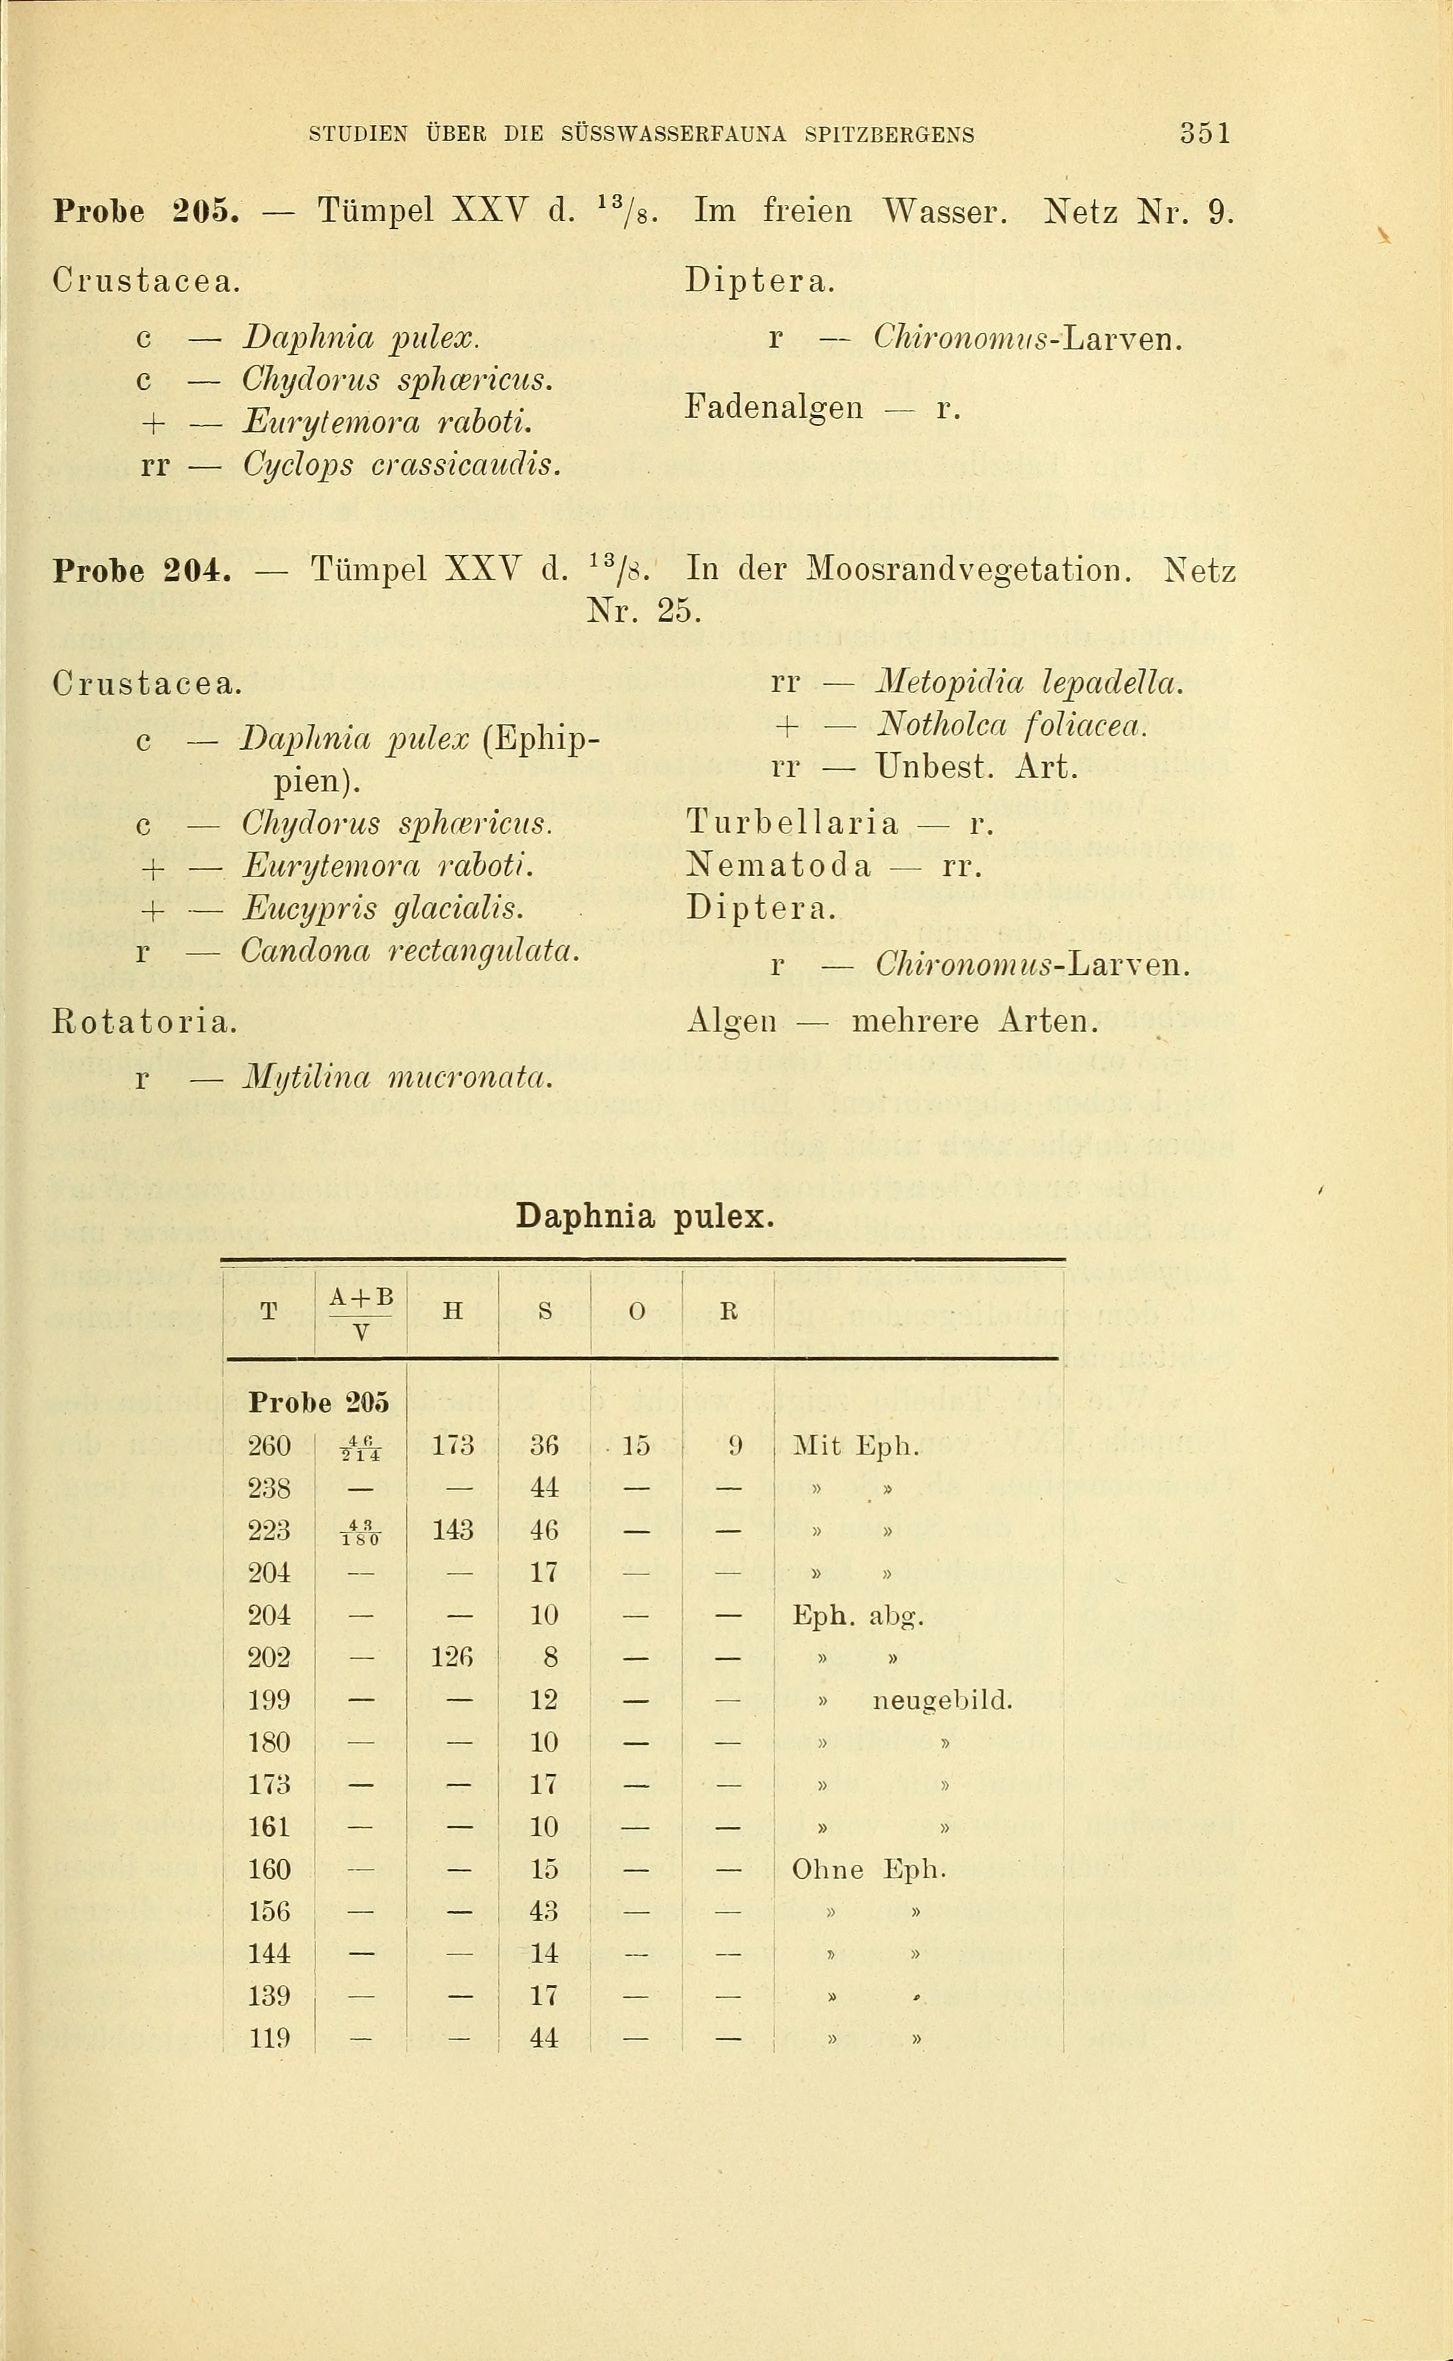 STUDIEN ÜBER DIE SÜSSWASSERFAUNA SPITZBERGENS 351
Probe 205. — Tümpel XXV d. 13/8. Im freien Wasser. Netz Nr. 9.
Crustacea.
c — Daphnia pulex.
c — Chydorus sphæricus.
+ — Eurytemora raboti.
rr — Cyclops crassicaudis.
Diptera.
r — Chironomus-Larven.
Fadenalgen — r.
Probe 204. — Tümpel XXV d. 13/8. In der Moosrandvegetation. Netz
Nr. 25.
Crustacea.
c — Daphnia pulex (Ephip-
pien).
c — Chydorus sphæricus.
+ — Eurytemora raboti.
+ — Eucypris glacialis.
r — Candona rectangulata.
Rotatoria.
r — Mytilina mucronata.
rr — Metopidia lepadella.
+ — Notholca foliacea.
rr — Unbest. Art.
Turbellaria — r.
Nematoda — rr.
Diptera.
r — Chironomus-Larven.
Algen — mehrere Arten.
Daphnia pulex.
T A+B/V H S O R
Probe 205
260 46/214 173 36 15 9 Mit Eph.
238 — — 44 — — » »
223 43/180 143 46 — — » »
204 — — 17 — — » »
204 — — 10 — — Eph. abg.
202 — 126 8 — — » »
199 — — 12 — — » neugebild.
180 — — 10 — — » »
173 — — 17 — — » »
161 — — 10 — — » »
160 — — 15 — — Ohne Eph.
156 — — 43 — — » »
144 — — 14 — — » »
139 — — 17 — — » »
119 — — 44 — — » »